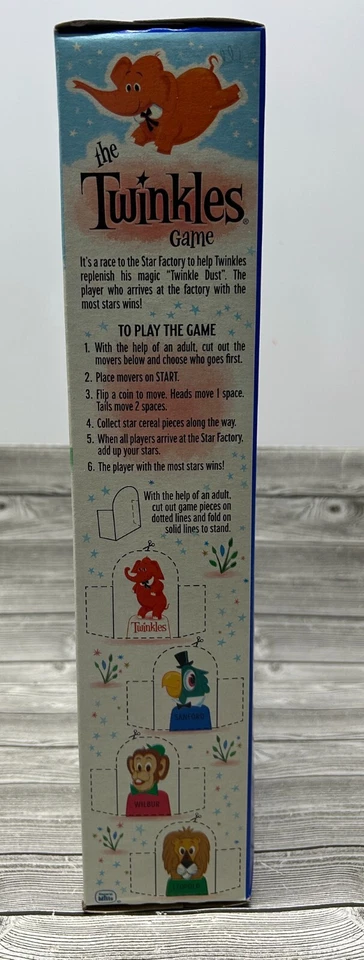 the
Twinkles®
Game
It's a race to the Star Factory to help Twinkles
replenish his magic "Twinkle Dust". The
player who arrives at the factory with the
most stars wins!
TO PLAY THE GAME
1. With the help of an adult, cut out the
movers below and choose who goes first.
2. Place movers on START.
3. Flip a coin to move. Heads move 1 space.
Tails move 2 spaces.
4. Collect star cereal pieces along the way.
5. When all players arrive at the Star Factory,
add up your stars.
6. The player with the most stars wins!
With the help of an adult,
cut out game pieces on
dotted lines and fold on
solid lines to stand.
Twinkles
SANFORD
WILBUR